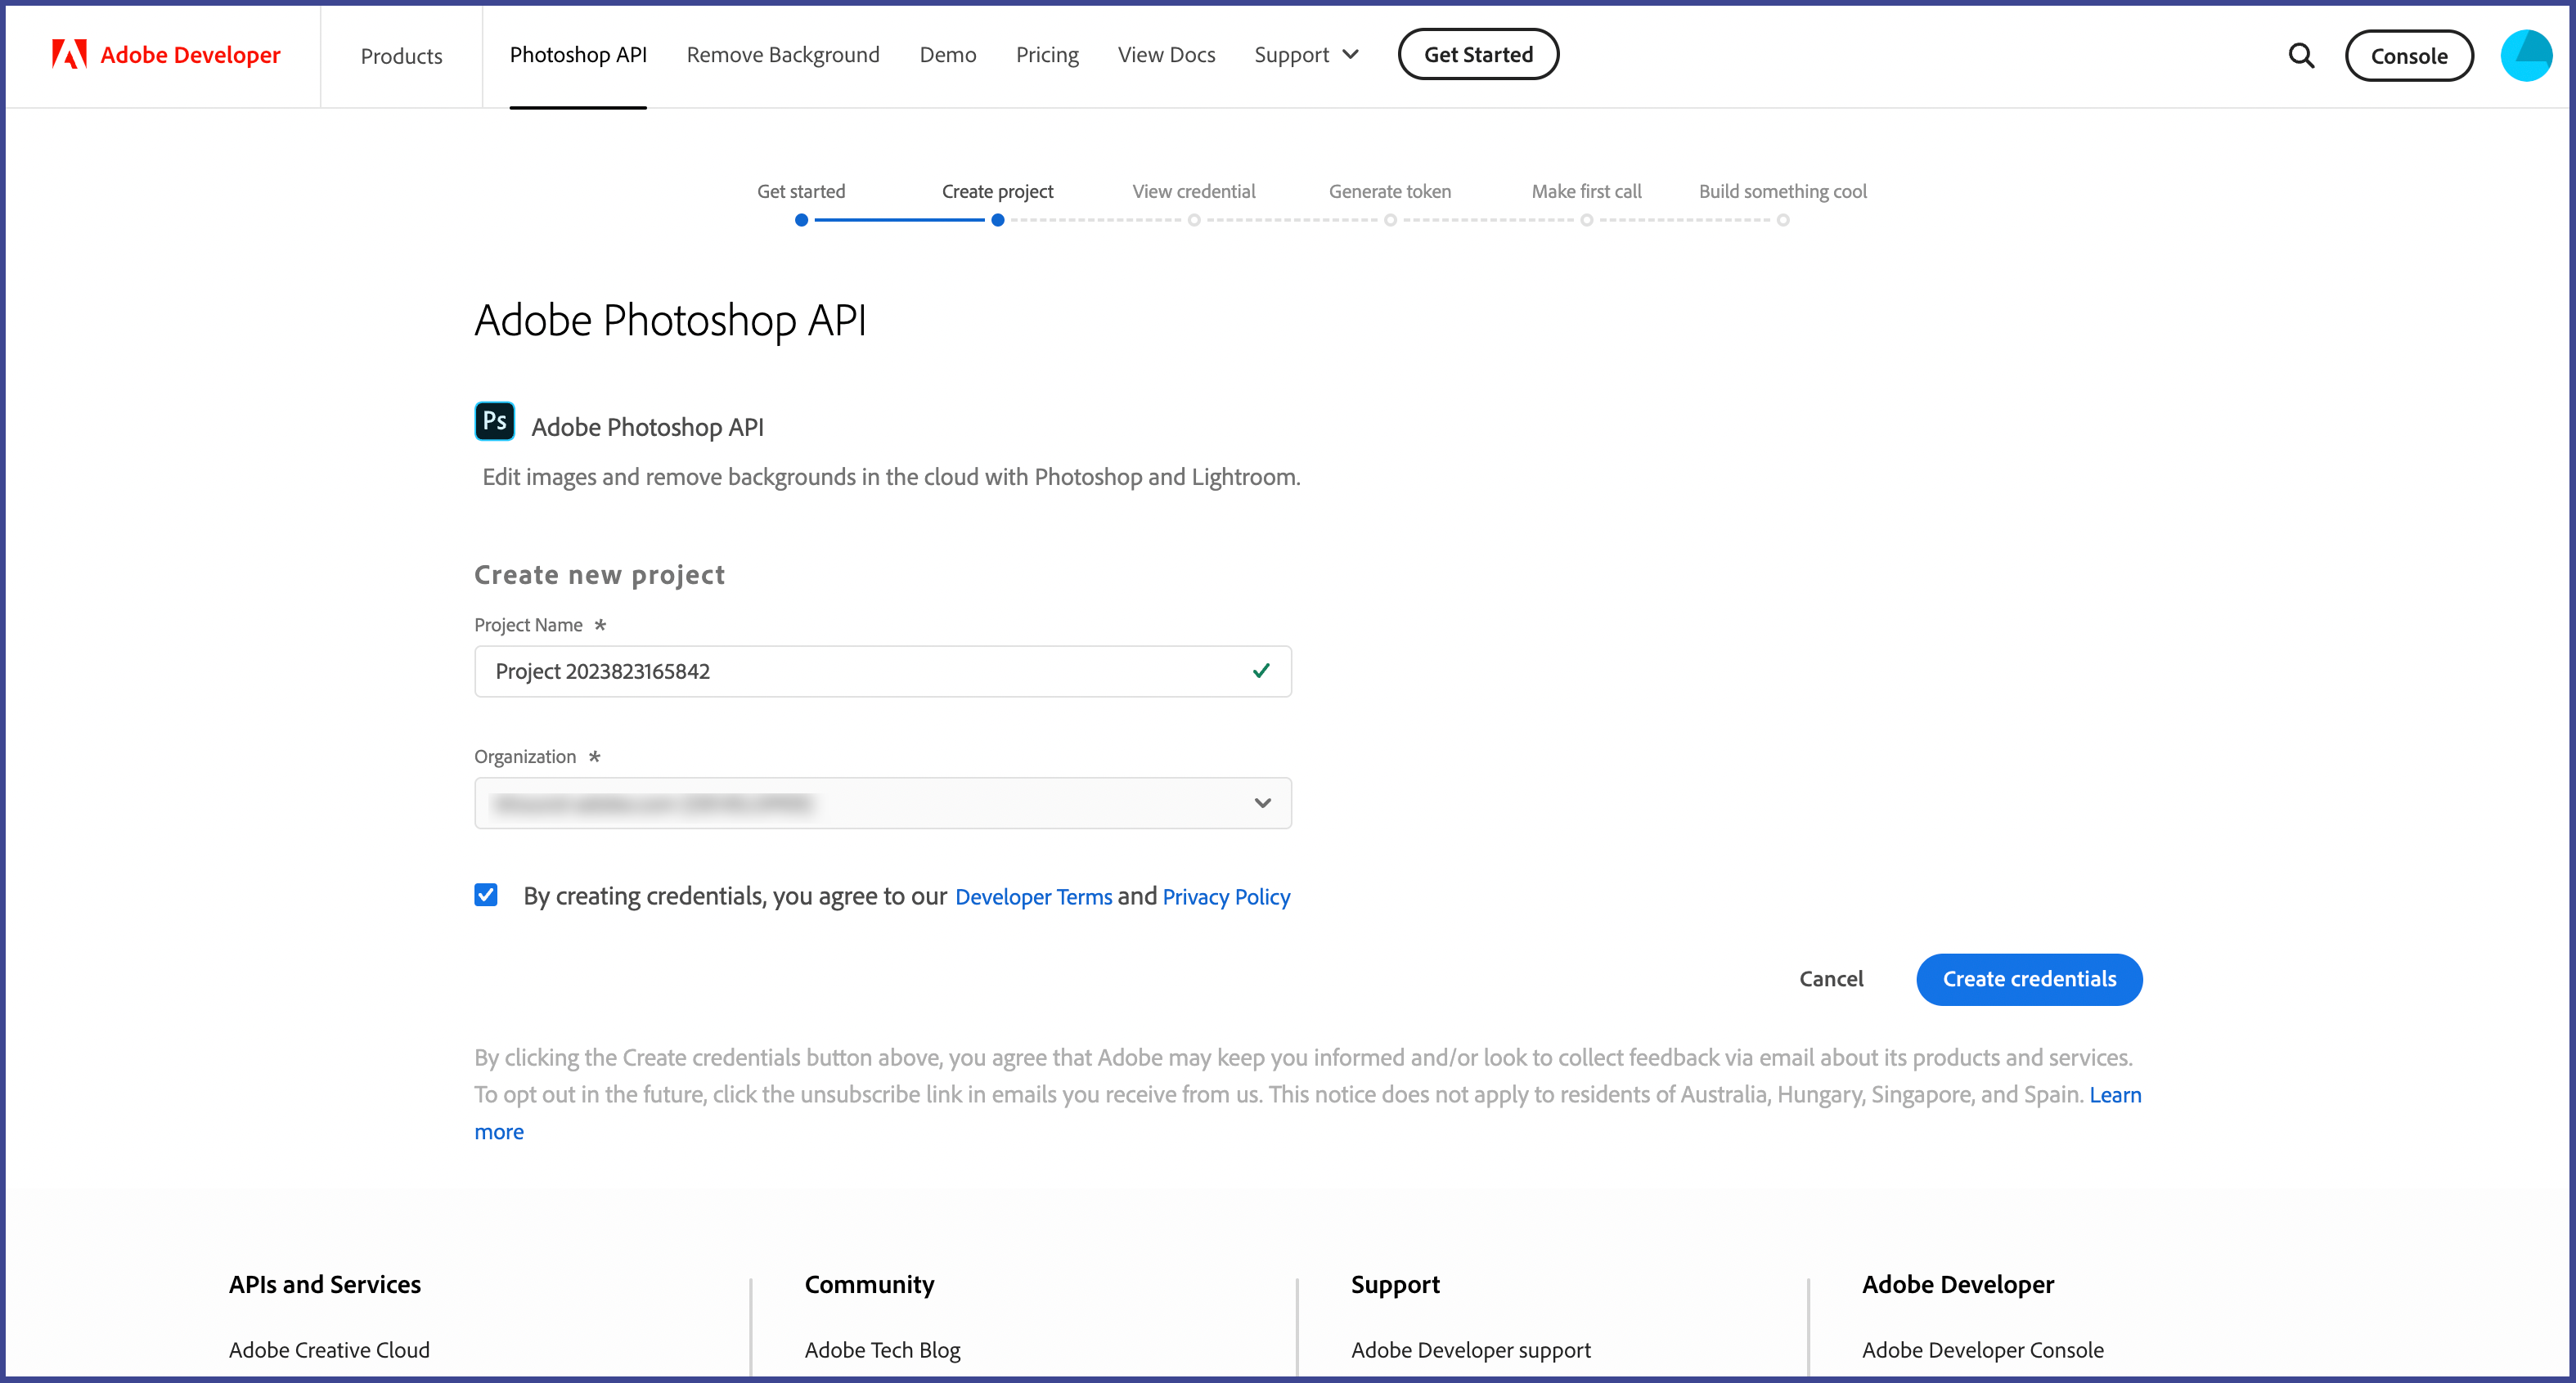 Adobe Developer
Products
Photoshop API
Remove Background
Demo
Pricing
View Docs
Support
Get Started
Console
Get started
Create project
View credential
Generate token
Make first call
Build something cool
Adobe Photoshop API
Ps
Adobe Photoshop API
Edit images and remove backgrounds in the cloud with Photoshop and Lightroom.
Create new project
Project Name *
Project 2023823165842
Organization *
By creating credentials, you agree to our Developer Terms and Privacy Policy
Cancel
Create credentials
By clicking the Create credentials button above, you agree that Adobe may keep you informed and/or look to collect feedback via email about its products and services.
To opt out in the future, click the unsubscribe link in emails you receive from us. This notice does not apply to residents of Australia, Hungary, Singapore, and Spain. Learn
more
APIs and Services
Community
Support
Adobe Developer
Adobe Creative Cloud
Adobe Tech Blog
Adobe Developer support
Adobe Developer Console